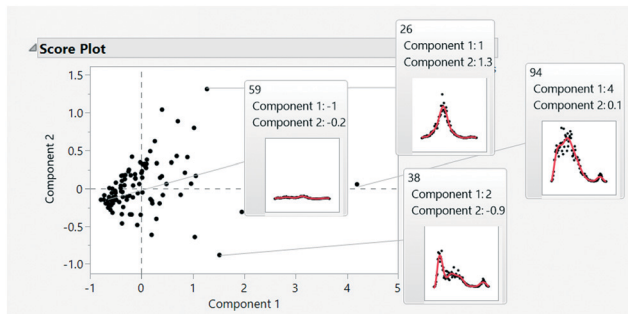 Score Plot
Component 2
1.5
1.0
0.5
0
-0.5
-1.0
-1
0
1
2
3
4
5
Component 1
59
Component 1: -1
Component 2: -0.2
26
Component 1: 1
Component 2: 1.3
94
Component 1: 4
Component 2: 0.1
38
Component 1: 2
Component 2: -0.9